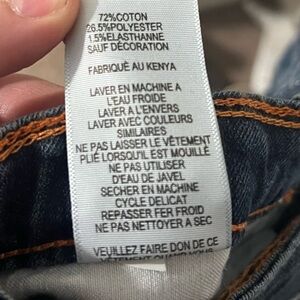 72%COTON
26.5%POLYESTER
1.5%ELASTHANNE
SAUF DÉCORATION
FABRIQUÉ AU KENYA
LAVER EN MACHINE A
L'EAU FROIDE
LAVER A L'ENVERS
LAVER AVEC COULEURS
SIMILAIRES
NE PAS LAISSER LE VÊTEMENT
PLIÉ LORSQU'IL EST MOUILLÉ
NE PAS UTILISER
D'EAU DE JAVEL
SECHER EN MACHINE
CYCLE DELICAT
REPASSER FER FROID
NE PAS NETTOYER A SEC
VEUILLEZ FAIRE DON DE CE
VÊTEMENT QUAND VOUS